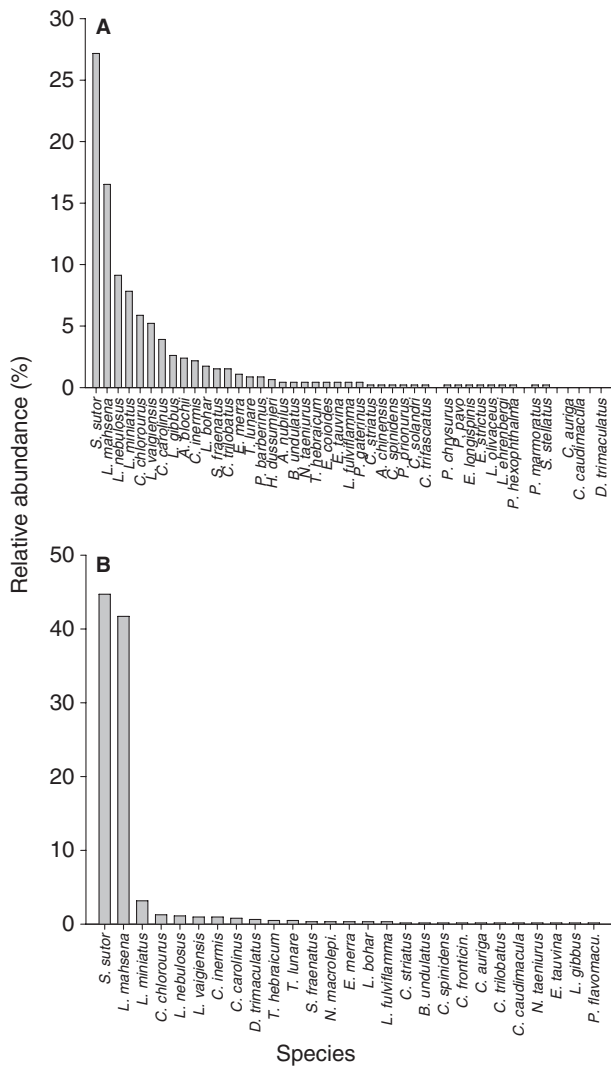 Relative abundance (%)
A
30
25
20
15
10
5
0
S. sutor
L. mahsena
L. nebulosus
L. miniatus
C. chlorourus
L. vaigiensis
C. carolinus
L. gibbus
A. blochii
C. inermis
L. bohar
S. fraenatus
C. trilobatus
E. merra
T. lunare
P. barberinus
H. dussumieri
A. nubilus
B. undulatus
N. taeniurus
T. hebraicum
E. coioides
E. tauvina
L. fulviflamma
P. gaterinus
C. striatus
A. chinensis
C. spinidens
P. prionurus
C. solandri
C. trifasciatus
P. chrysurus
P. pavo
E. longispinis
E. strictus
L. olivaceus
L. ehrenbergi
P. hexophthalma
P. marmoratus
S. stellatus
C. auriga
C. caudimaculla
D. trimaculatus
B
50
40
30
20
10
0
S. sutor
L. mahsena
L. miniatus
C. chlorourus
L. nebulosus
L. vaigiensis
C. inermis
C. carolinus
D. trimaculatus
T. hebraicum
T. lunare
S. fraenatus
N. macrolepi.
E. merra
L. bohar
L. fulviflamma
C. striatus
B. undulatus
C. spinidens
C. fronticin.
C. auriga
C. trilobatus
C. caudimacula
N. taeniurus
E. tauvina
L. gibbus
P. flavomacu.
Species